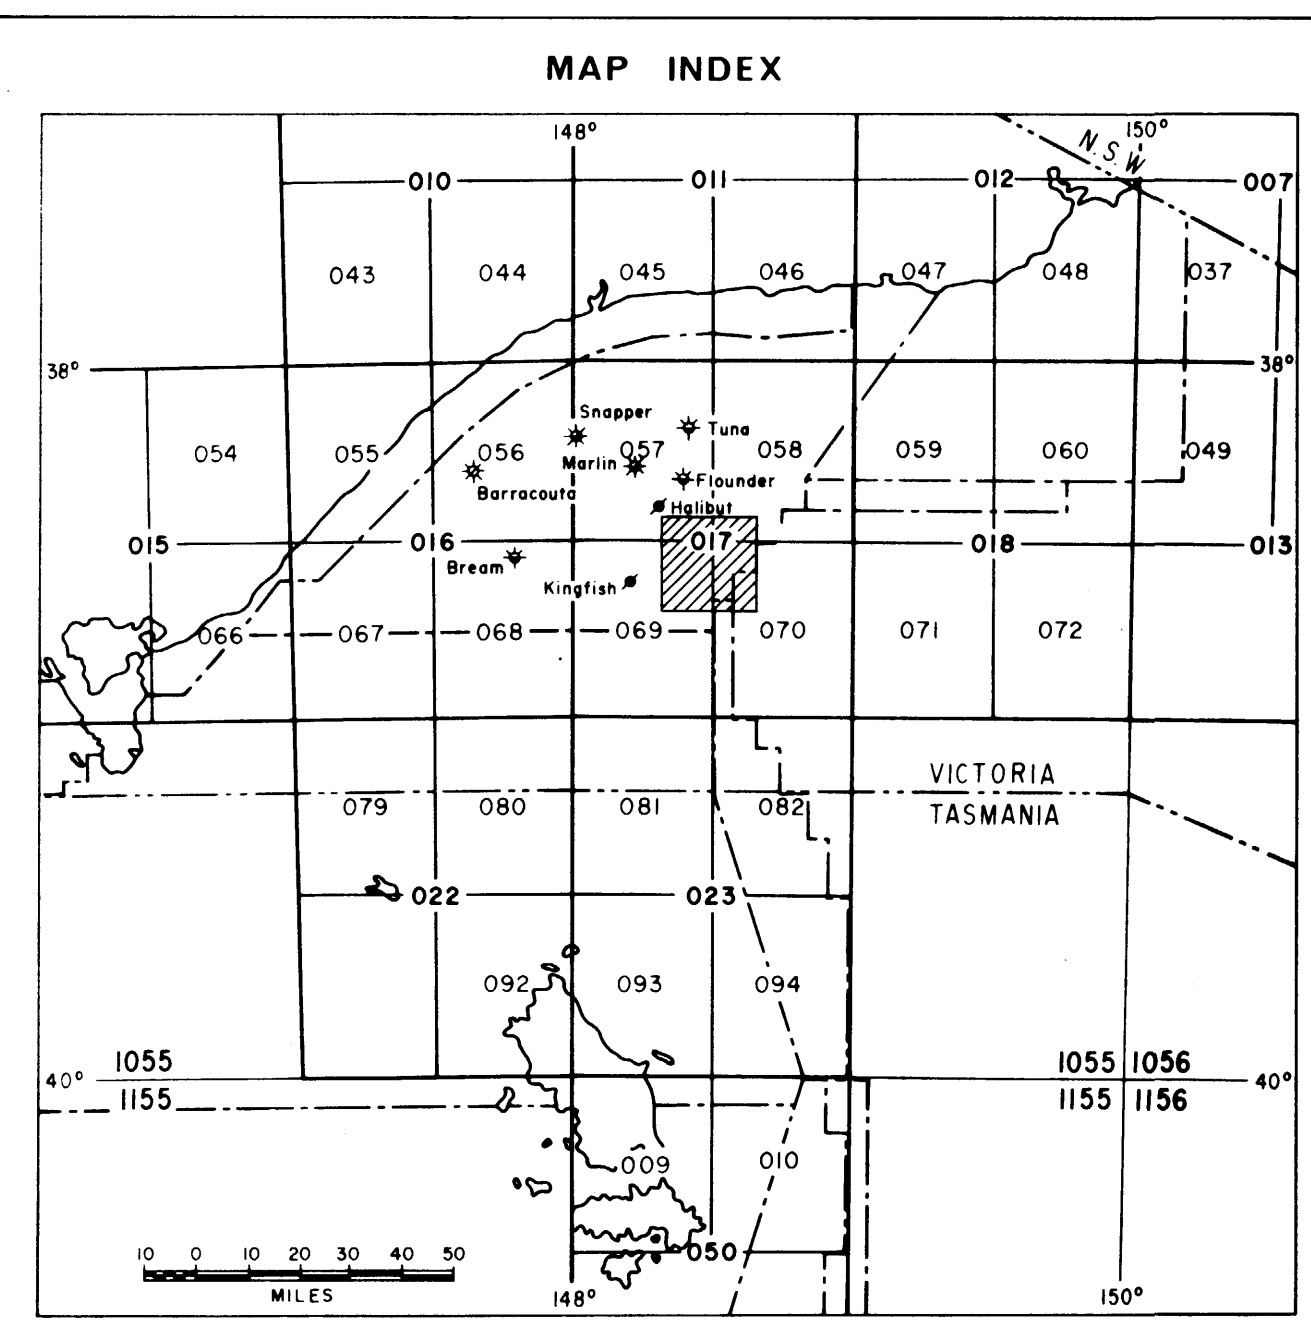 MAP INDEX
148° 150°
N.S.W
010 011 012 007
043 044 045 046 047 048 037
38° 38°
Snapper
Tuna
054 055 056 057 058 059 060 049
Marlin
Barracouta
Flounder
Halibut
015 016 017 018 013
Bream
Kingfish
066 067 068 069 070 071 072
VICTORIA
079 080 081 082
TASMANIA
022 023
092 093 094
1055 1055 1056
40° 40°
1155 1155 1156
009 010
10 0 10 20 30 40 50
050
MILES
148° 150°